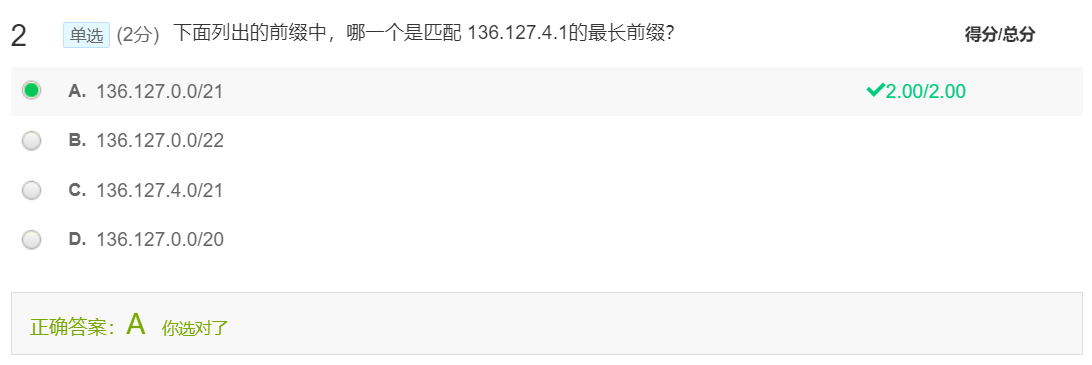 2 单选 (2分) 下面列出的前缀中，哪一个是匹配 136.127.4.1的最长前缀？ 得分/总分
A. 136.127.0.0/21 2.00/2.00
B. 136.127.0.0/22
C. 136.127.4.0/21
D. 136.127.0.0/20
正确答案：A 你选对了